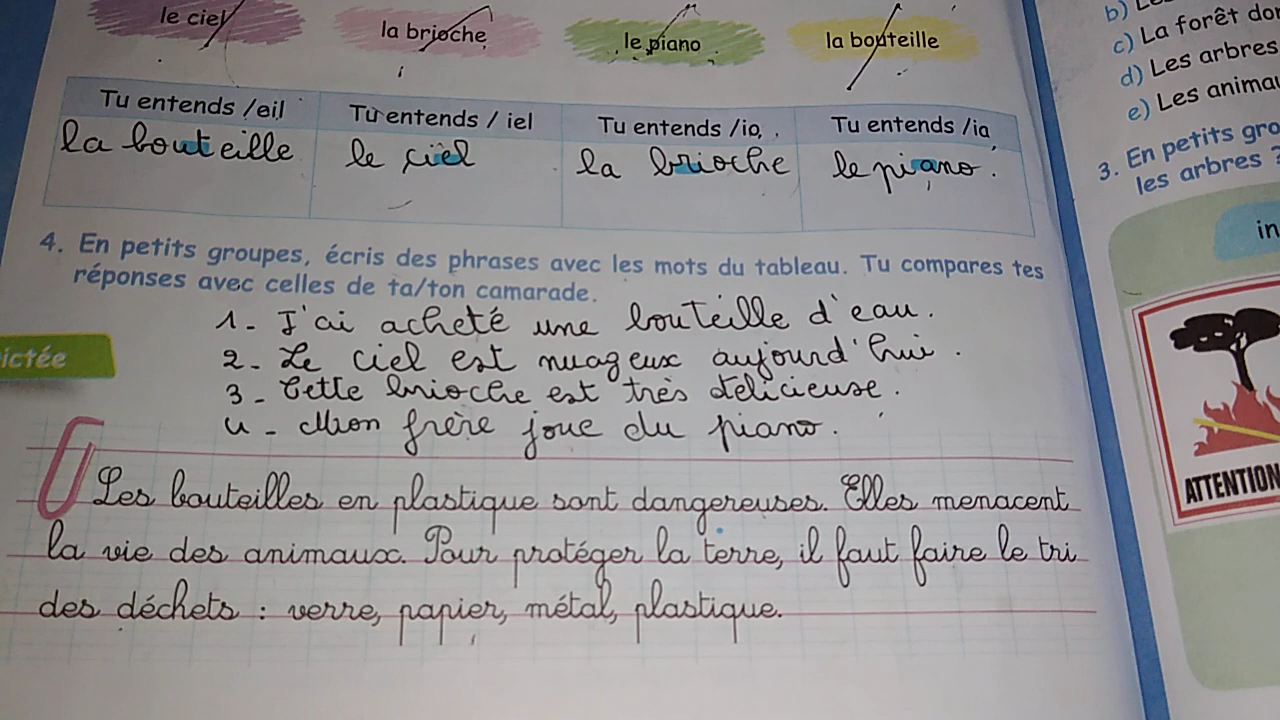 le ciel
la brioche
le piano
la bouteille
Tu entends /eil
Tu entends / iel
Tu entends /io,
Tu entends /ia
la bouteille
le ciel
la brioche
le piano.
4. En petits groupes, écris des phrases avec les mots du tableau. Tu compares tes
réponses avec celles de ta/ton camarade.
1- J'ai acheté une bouteille d'eau.
2- Le ciel est nuageux aujourd'hui.
3- Cette brioche est très délicieuse.
4- Mon frère joue du piano.
ictée
Les bouteilles en plastique sont dangereuses. Elles menacent
la vie des animaux. Pour protéger la terre, il faut faire le tri
des déchets : verre, papier, métal, plastique.
b)
c) La forêt
d) Les arbres
e) Les
3. En petits
les arbres ?
in
ATTENTION